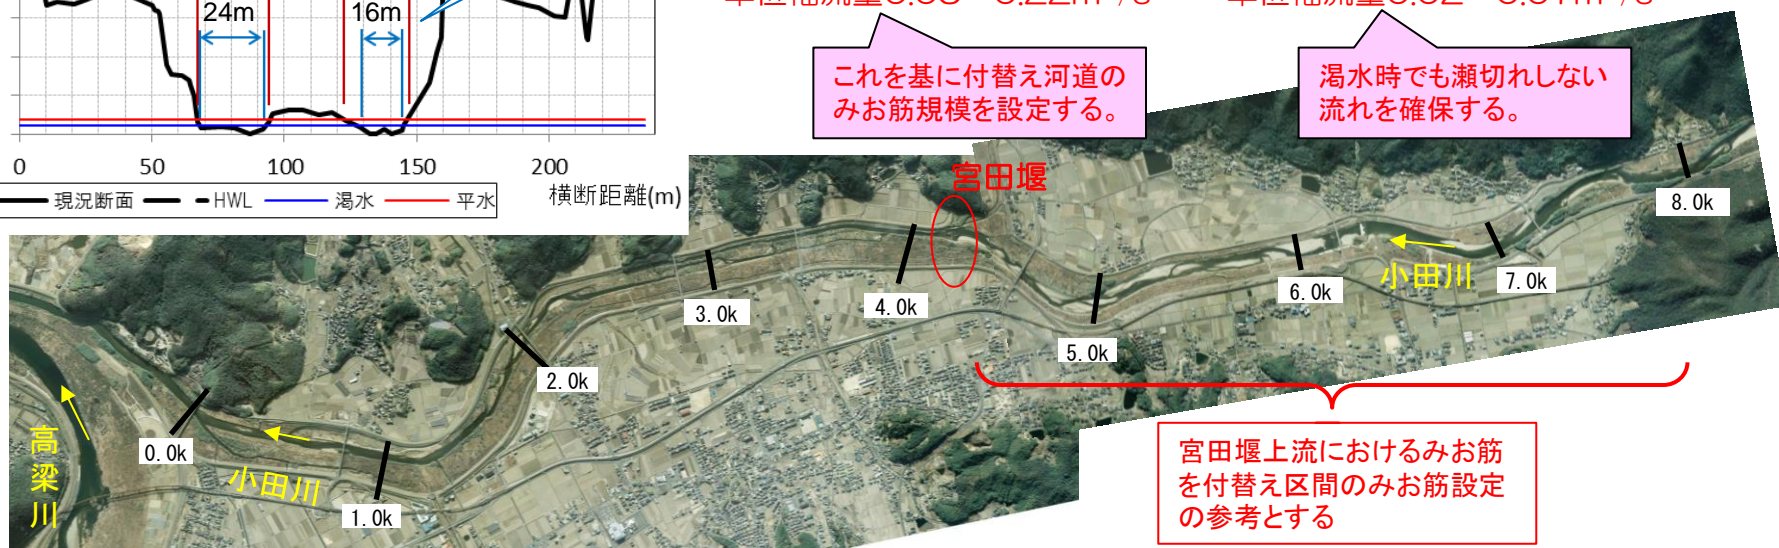 24m
16m
0
50
100
150
200
横断距離(m)
現況断面
HWL
渇水
平水
これを基に付替え河道の
みお筋規模を設定する。
渇水時でも瀬切れしない
流れを確保する。
宮田堰
8.0k
7.0k
小田川
6.0k
5.0k
4.0k
3.0k
2.0k
1.0k
0.0k
小田川
高梁川
宮田堰上流におけるみお筋
を付替え区間のみお筋設定
の参考とする